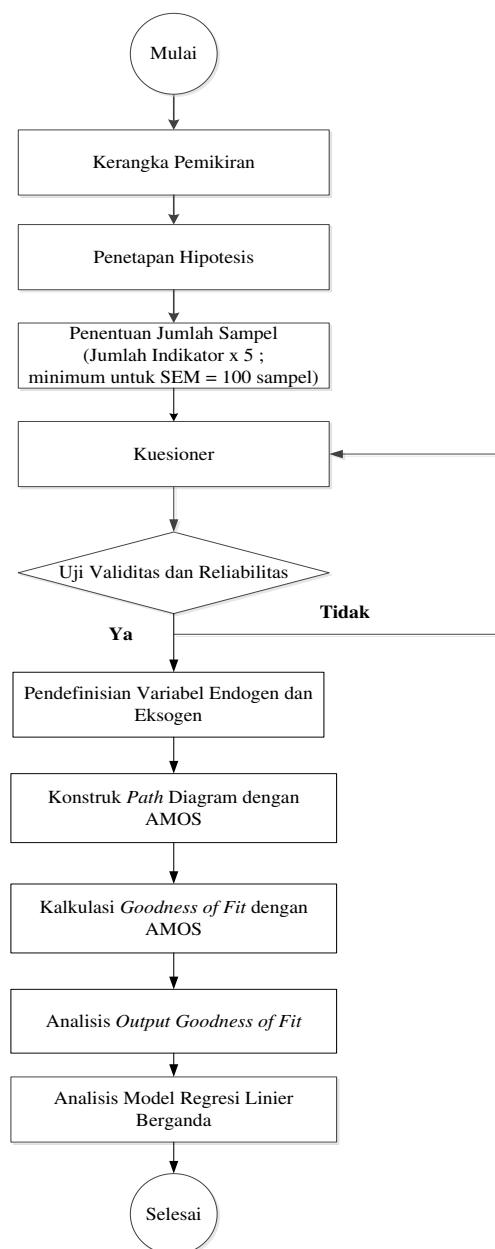 Mulai
Kerangka Pemikiran
Penetapan Hipotesis
Penentuan Jumlah Sampel
(Jumlah Indikator x 5 ;
minimum untuk SEM = 100 sampel)
Kuesioner
Uji Validitas dan Reliabilitas
Tidak
Ya
Pendefinisian Variabel Endogen dan
Eksogen
Konstruk Path Diagram dengan
AMOS
Kalkulasi Goodness of Fit dengan
AMOS
Analisis Output Goodness of Fit
Analisis Model Regresi Linier
Berganda
Selesai